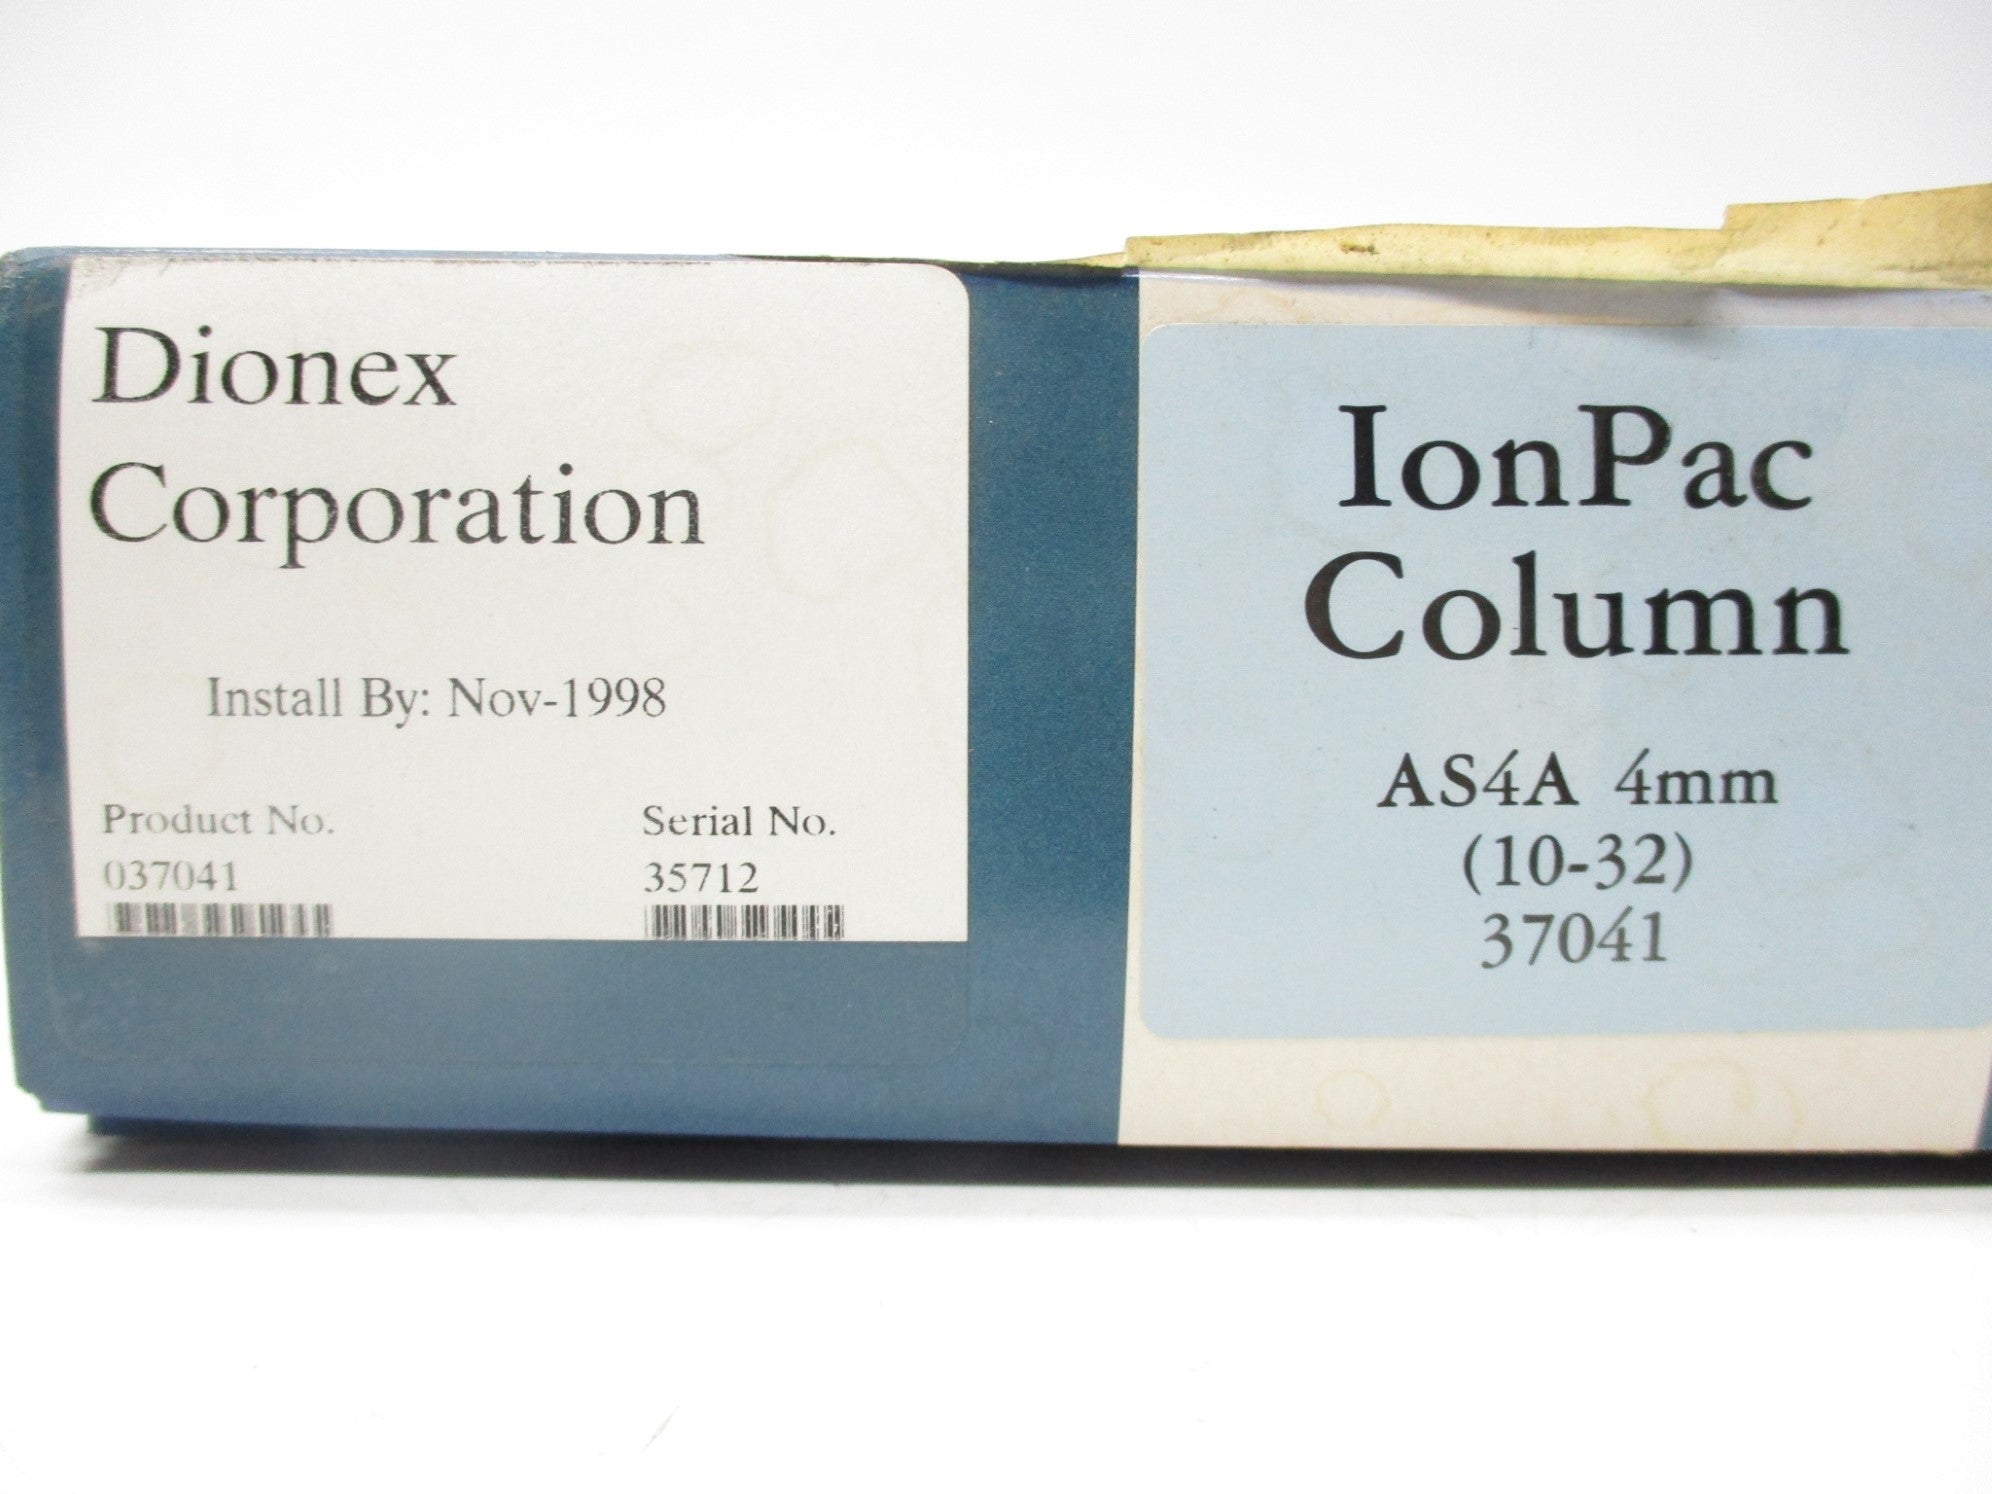 Dionex
Corporation
Install By: Nov-1998
Product No.
037041
Serial No.
35712
IonPac
Column
AS4A 4mm
(10-32)
37041